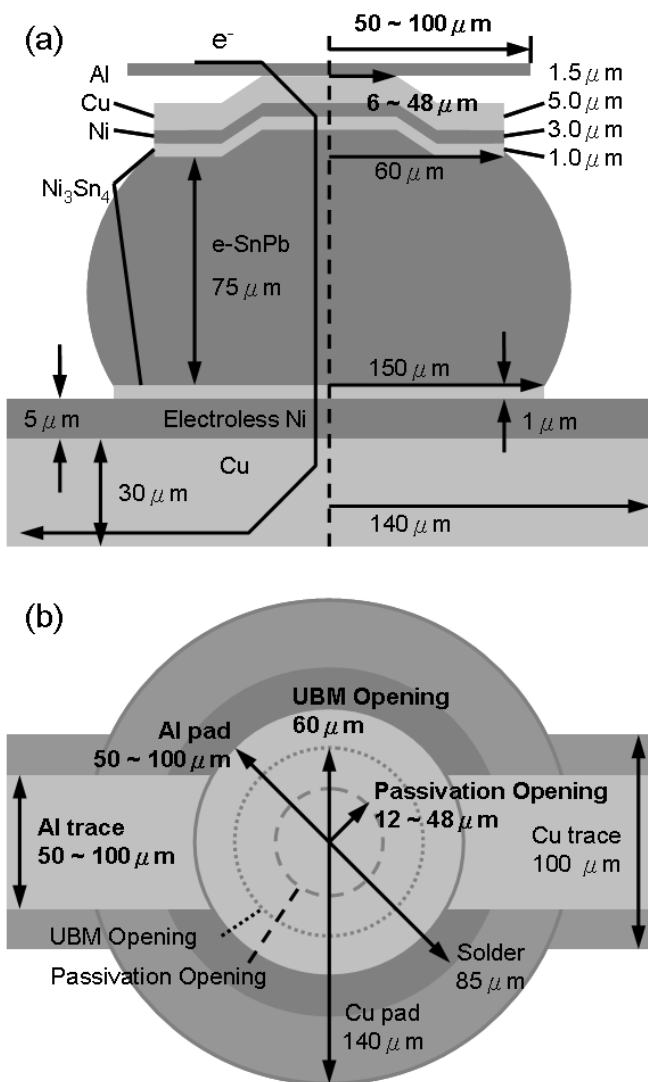 (a)
e⁻
50 ~ 100 μm
Al
1.5 μm
Cu
6 ~ 48 μm
5.0 μm
Ni
3.0 μm
60 μm
1.0 μm
Ni₃Sn₄
e-SnPb
75 μm
150 μm
5 μm
Electroless Ni
1 μm
Cu
30 μm
140 μm
(b)
UBM Opening
60 μm
Al pad
50 ~ 100 μm
Passivation Opening
12 ~ 48 μm
Al trace
50 ~ 100 μm
Cu trace
100 μm
UBM Opening
Passivation Opening
Solder
85 μm
Cu pad
140 μm